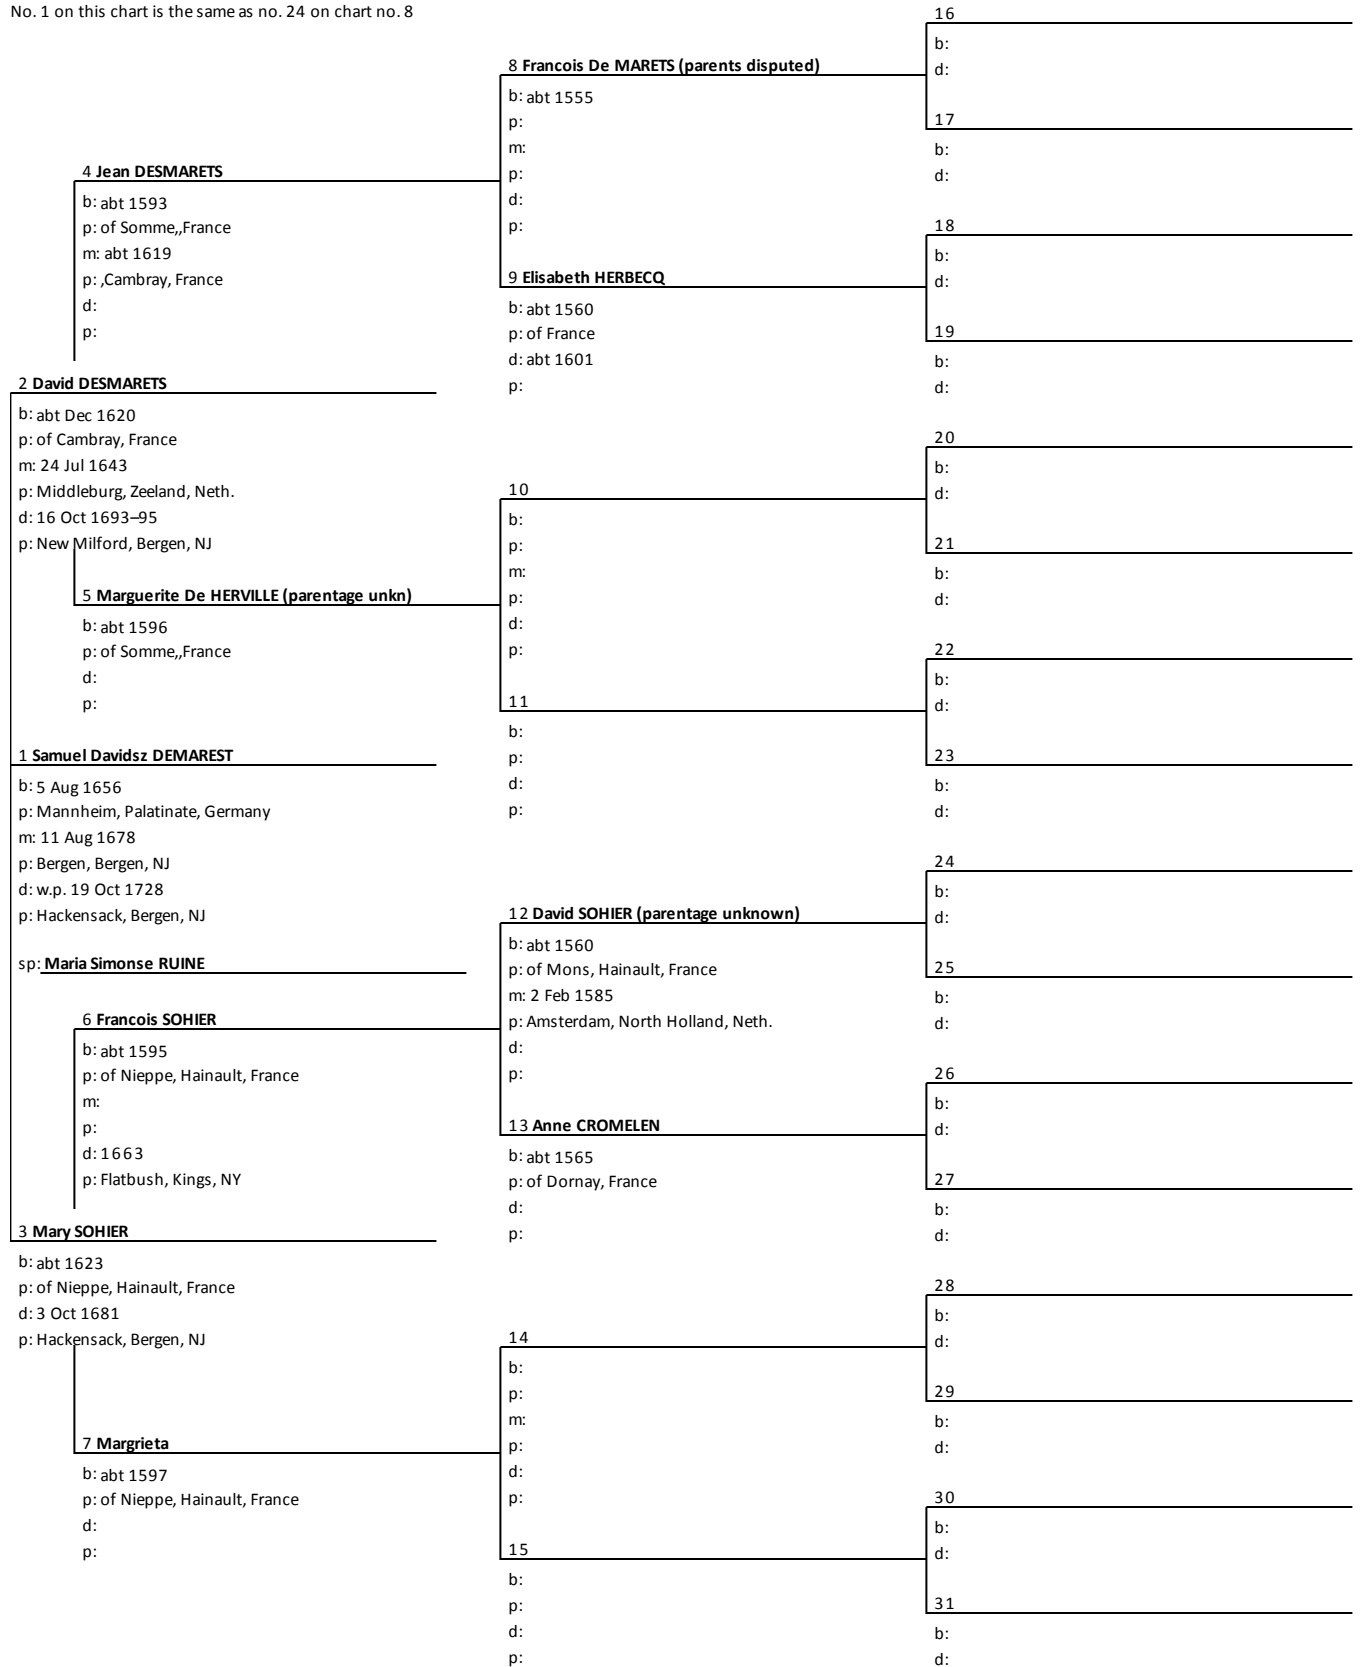 No. 1 on this chart is the same as no. 24 on chart no. 8
16
b:
d:
8 Francois De MARETS (parents disputed)
b: abt 1555
p:
m:
p:
d:
p:
17
b:
d:
4 Jean DESMARETS
b: abt 1593
p: of Somme,,France
m: abt 1619
p: ,Cambray, France
d:
p:
18
b:
d:
9 Elisabeth HERBECQ
b: abt 1560
p: of France
d: abt 1601
p:
19
b:
d:
2 David DESMARETS
b: abt Dec 1620
p: of Cambray, France
m: 24 Jul 1643
p: Middleburg, Zeeland, Neth.
d: 16 Oct 1693–95
p: New Milford, Bergen, NJ
20
b:
d:
10
b:
p:
m:
p:
d:
p:
21
b:
d:
5 Marguerite De HERVILLE (parentage unkn)
b: abt 1596
p: of Somme,,France
d:
p:
22
b:
d:
11
b:
p:
d:
p:
23
b:
d:
1 Samuel Davidsz DEMAREST
b: 5 Aug 1656
p: Mannheim, Palatinate, Germany
m: 11 Aug 1678
p: Bergen, Bergen, NJ
d: w.p. 19 Oct 1728
p: Hackensack, Bergen, NJ
sp: Maria Simonse RUINE
24
b:
d:
12 David SOHIER (parentage unknown)
b: abt 1560
p: of Mons, Hainault, France
m: 2 Feb 1585
p: Amsterdam, North Holland, Neth.
d:
p:
25
b:
d:
6 Francois SOHIER
b: abt 1595
p: of Nieppe, Hainault, France
m:
p:
d: 1663
p: Flatbush, Kings, NY
26
b:
d:
13 Anne CROMELEN
b: abt 1565
p: of Dornay, France
d:
p:
27
b:
d:
3 Mary SOHIER
b: abt 1623
p: of Nieppe, Hainault, France
d: 3 Oct 1681
p: Hackensack, Bergen, NJ
28
b:
d:
14
b:
p:
m:
p:
d:
p:
29
b:
d:
7 Margrieta
b: abt 1597
p: of Nieppe, Hainault, France
d:
p:
30
b:
d:
15
b:
p:
d:
p:
31
b:
d: